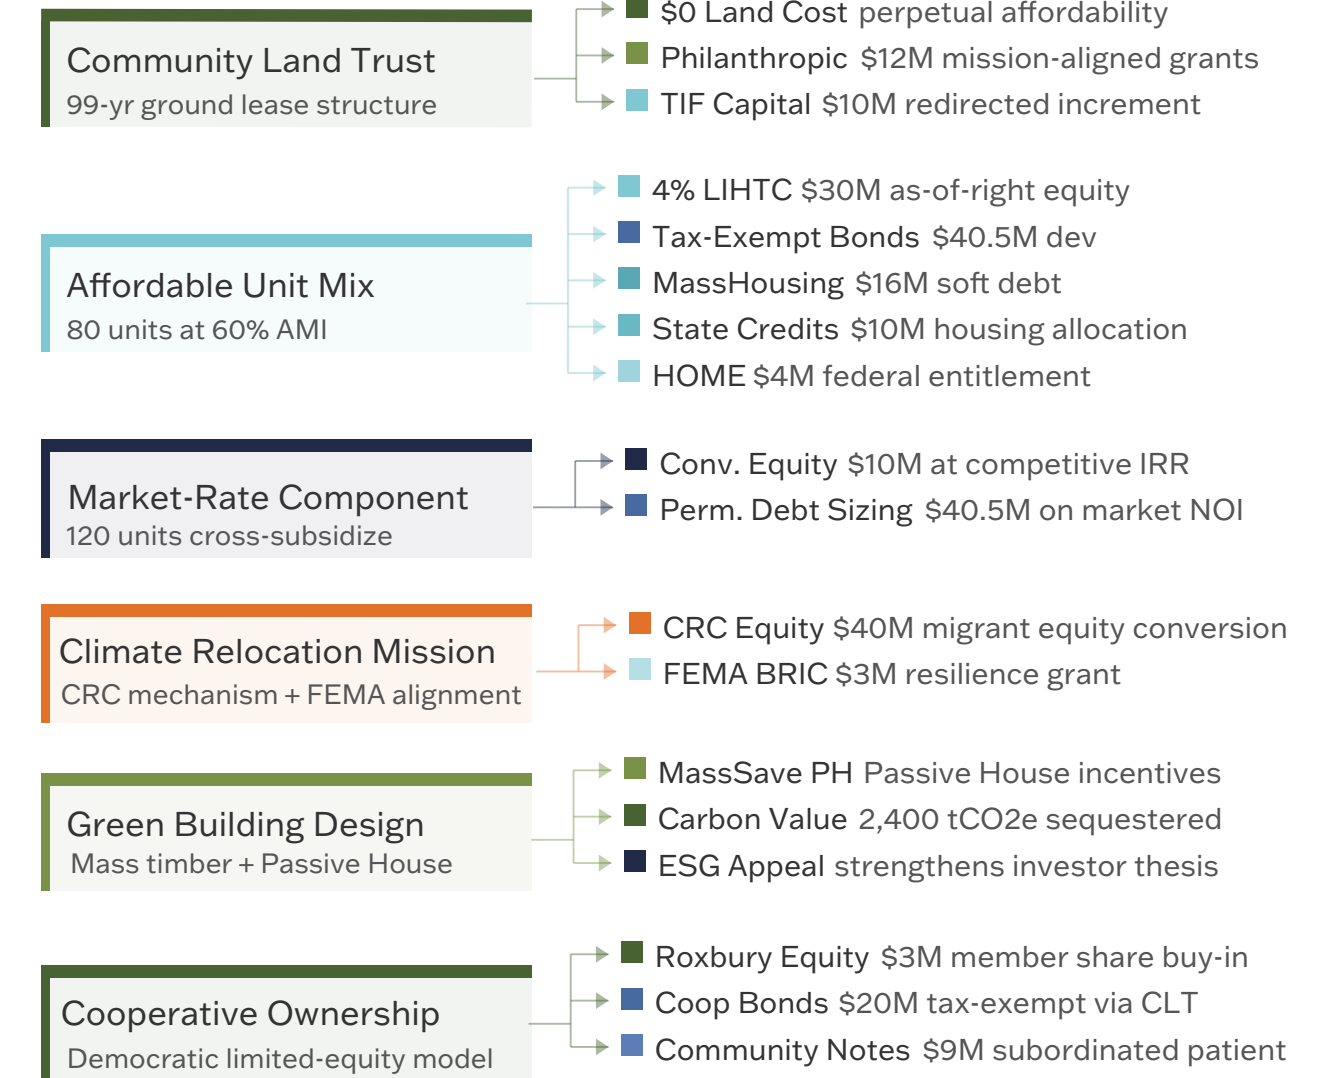 $0 Land Cost perpetual affordability
Community Land Trust
99-yr ground lease structure
Philanthropic $12M mission-aligned grants
TIF Capital $10M redirected increment
Affordable Unit Mix
80 units at 60% AMI
4% LIHTC $30M as-of-right equity
Tax-Exempt Bonds $40.5M dev
MassHousing $16M soft debt
State Credits $10M housing allocation
HOME $4M federal entitlement
Market-Rate Component
120 units cross-subsidize
Conv. Equity $10M at competitive IRR
Perm. Debt Sizing $40.5M on market NOI
Climate Relocation Mission
CRC mechanism + FEMA alignment
CRC Equity $40M migrant equity conversion
FEMA BRIC $3M resilience grant
Green Building Design
Mass timber + Passive House
MassSave PH Passive House incentives
Carbon Value 2,400 tCO2e sequestered
ESG Appeal strengthens investor thesis
Cooperative Ownership
Democratic limited-equity model
Roxbury Equity $3M member share buy-in
Coop Bonds $20M tax-exempt via CLT
Community Notes $9M subordinated patient